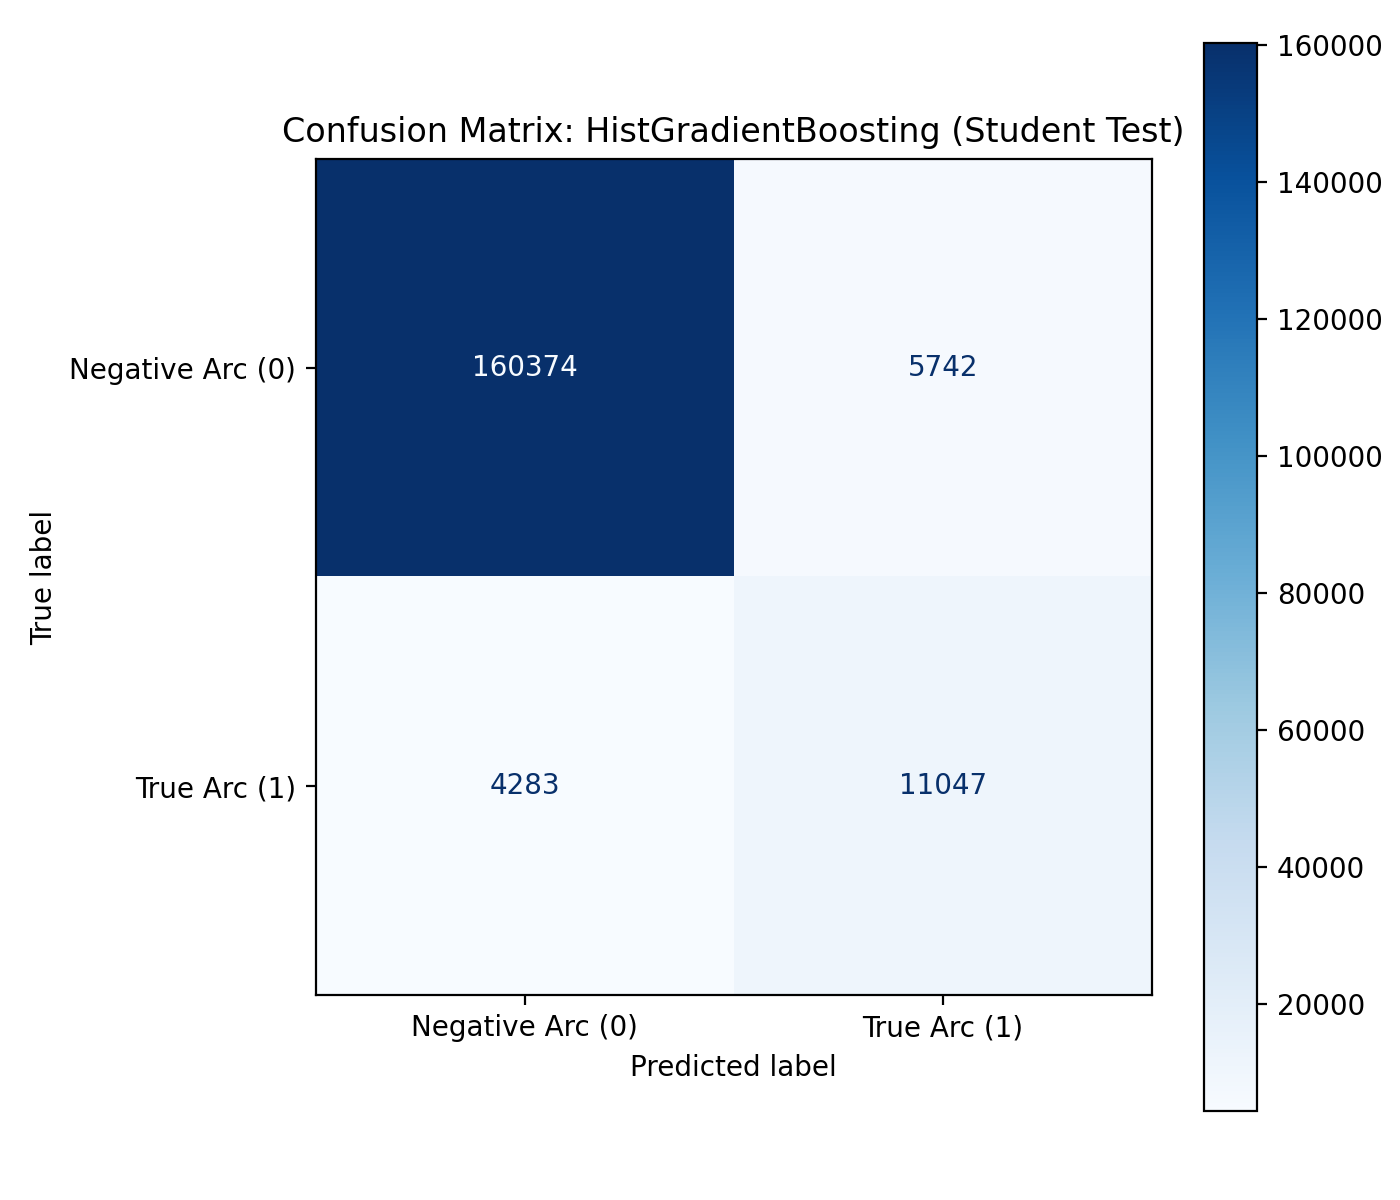 Confusion Matrix: HistGradientBoosting (Student Test)
True label
Negative Arc (0)
160374
5742
True Arc (1)
4283
11047
Negative Arc (0)
True Arc (1)
Predicted label
160000
140000
120000
100000
80000
60000
40000
20000